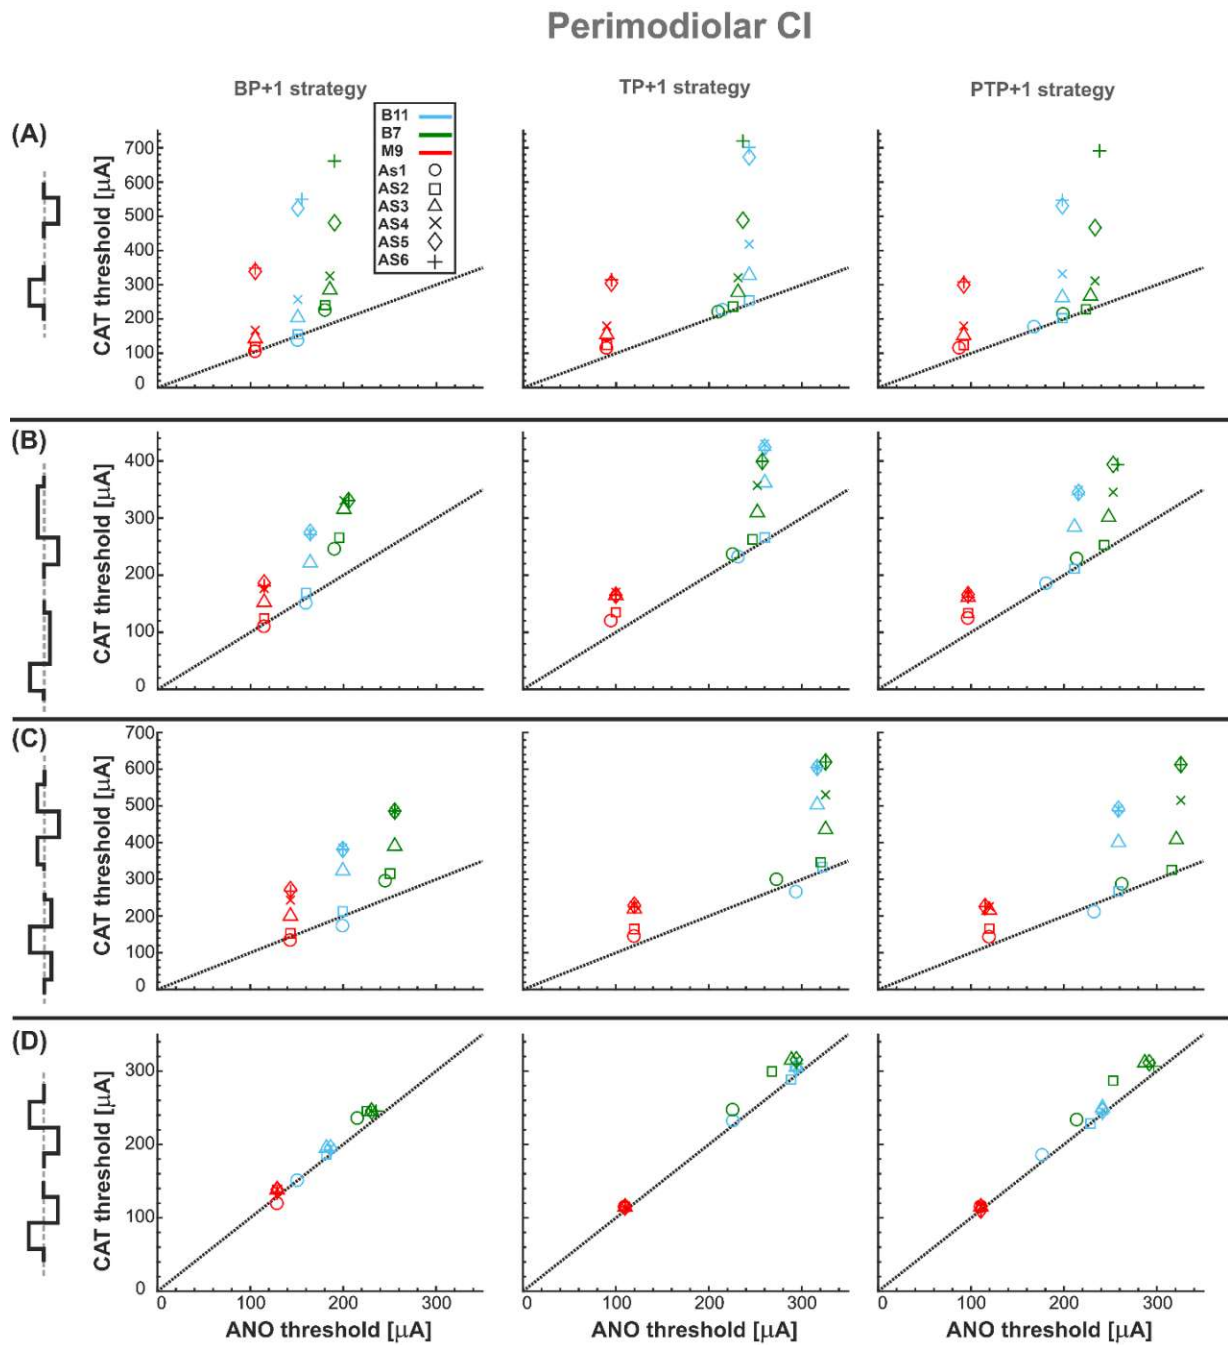 Perimodiolar CI
BP+1 strategy
TP+1 strategy
PTP+1 strategy
B11
B7
M9
As1
AS2
AS3
AS4
AS5
AS6
(A)
CAT threshold [μA]
700
600
500
400
300
200
100
0
(B)
CAT threshold [μA]
400
300
200
100
0
(C)
CAT threshold [μA]
700
600
500
400
300
200
100
0
(D)
CAT threshold [μA]
300
200
100
0
0 100 200 300
0 100 200 300
0 100 200 300
ANO threshold [μA]
ANO threshold [μA]
ANO threshold [μA]